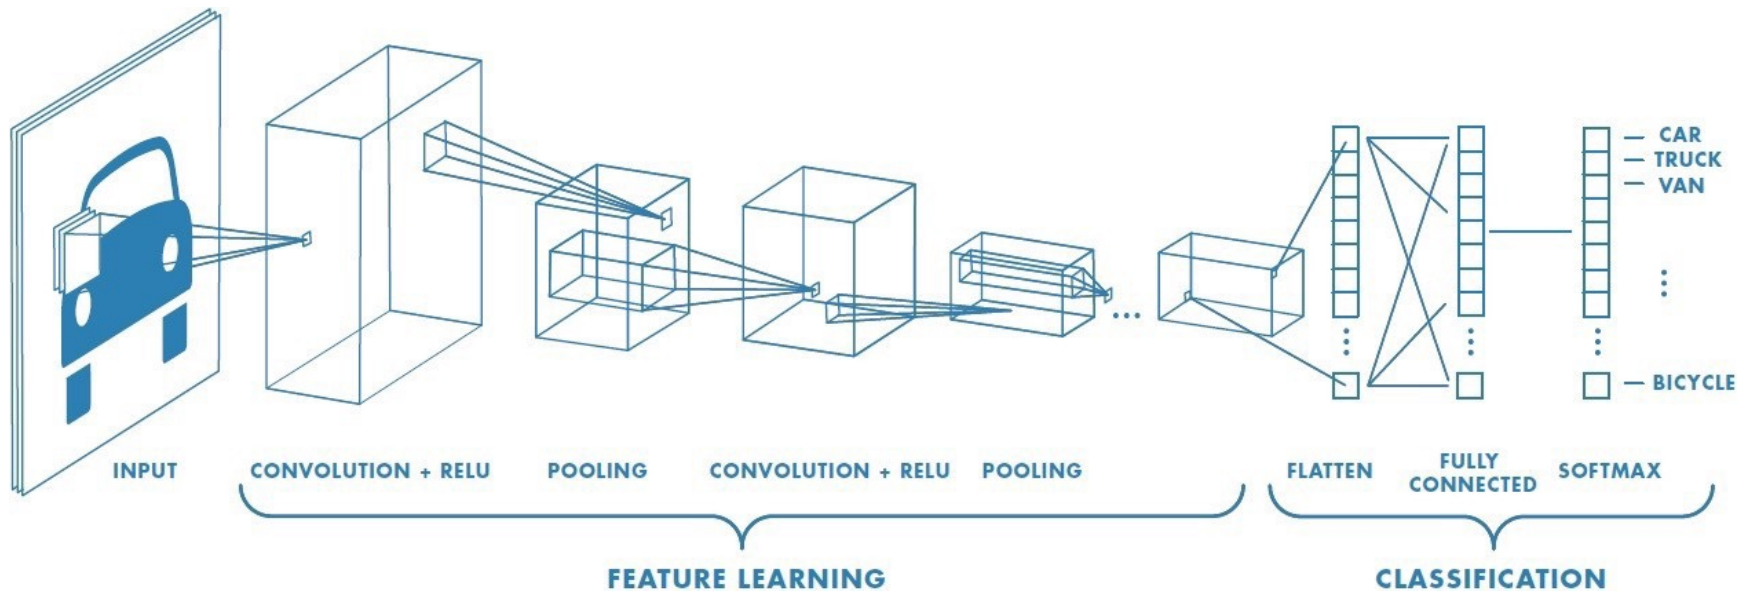 CAR
TRUCK
VAN
BICYCLE
INPUT
CONVOLUTION + RELU
POOLING
CONVOLUTION + RELU
POOLING
FLATTEN
FULLY
CONNECTED
SOFTMAX
FEATURE LEARNING
CLASSIFICATION